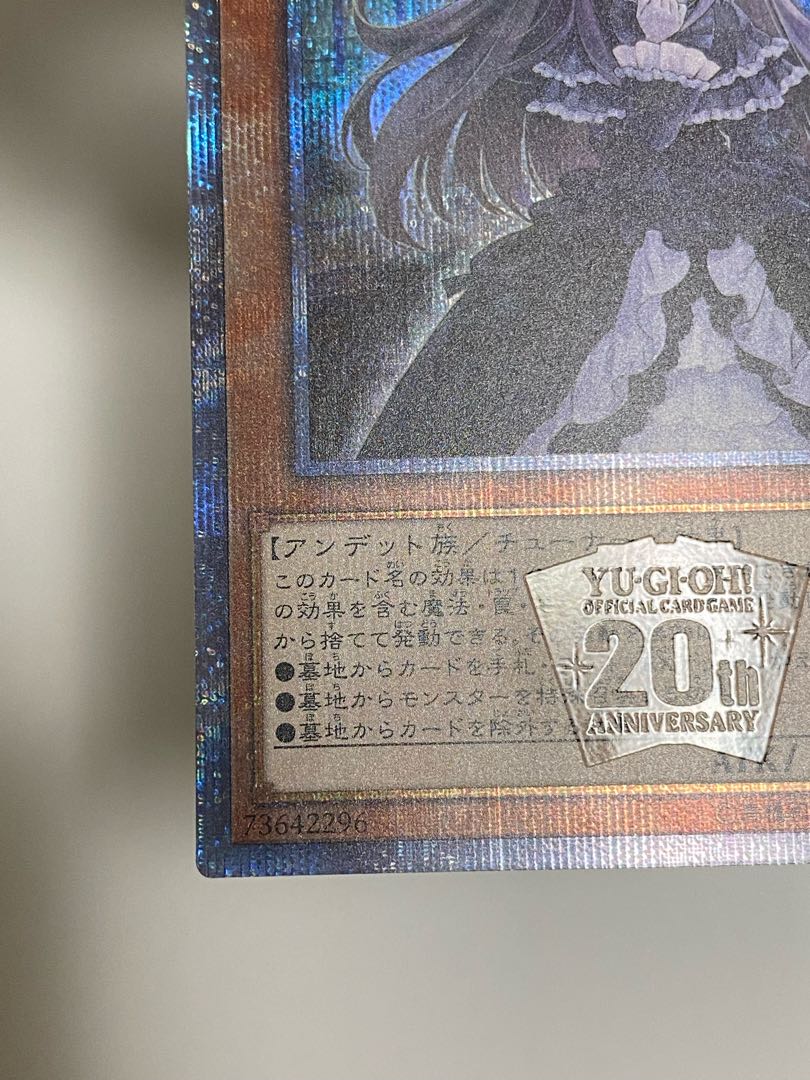 【アンデット族／チューナー
このカード名の効果は1
の効果を含む魔法・罠・
から捨てて発動できる。そ
●墓地からカードを手札・
●墓地からモンスターを特殊
●墓地からカードを除外する
YU-GI-OH!
OFFICIAL CARD GAME
20th
ANNIVERSARY
ATK/
73642296